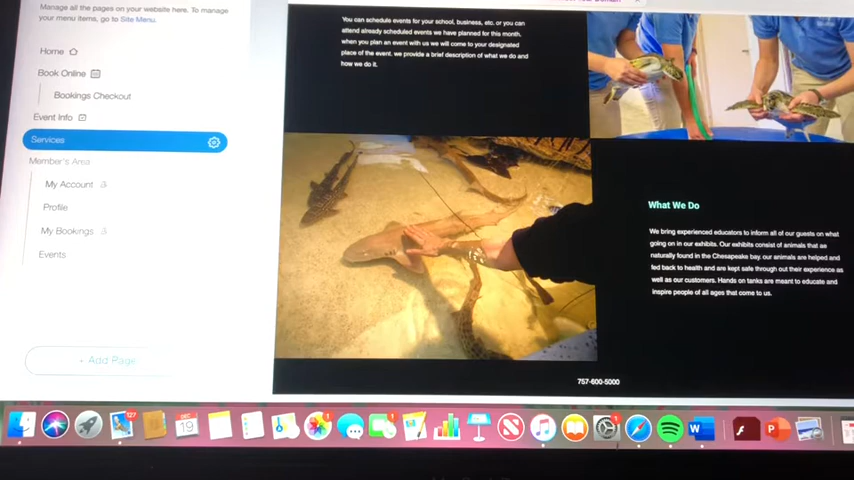 Manage all the pages on your website here. To manage
your menu items, go to Site Menu.
Home
Book Online
Bookings Checkout
Event Info
Services
Member's Area
My Account
Profile
My Bookings
Events
+ Add Page
You can schedule events for your school, business, etc. or you can
attend already scheduled events we have planned for this month,
when you plan an event with us we will come to your designated
place of the event. we provide a brief description of what we do and
how we do it.
What We Do
We bring experienced educators to inform all of our guests on what
going on in our exhibits. Our exhibits consist of animals that ae
naturally found in the Chesapeake bay. our animals are helped and
fed back to health and are kept safe through out their experience as
well as our customers. Hands on tanks are meant to educate and
inspire people of all ages that come to us.
757-600-5000
127
DEC
19
1
1
1
W
P